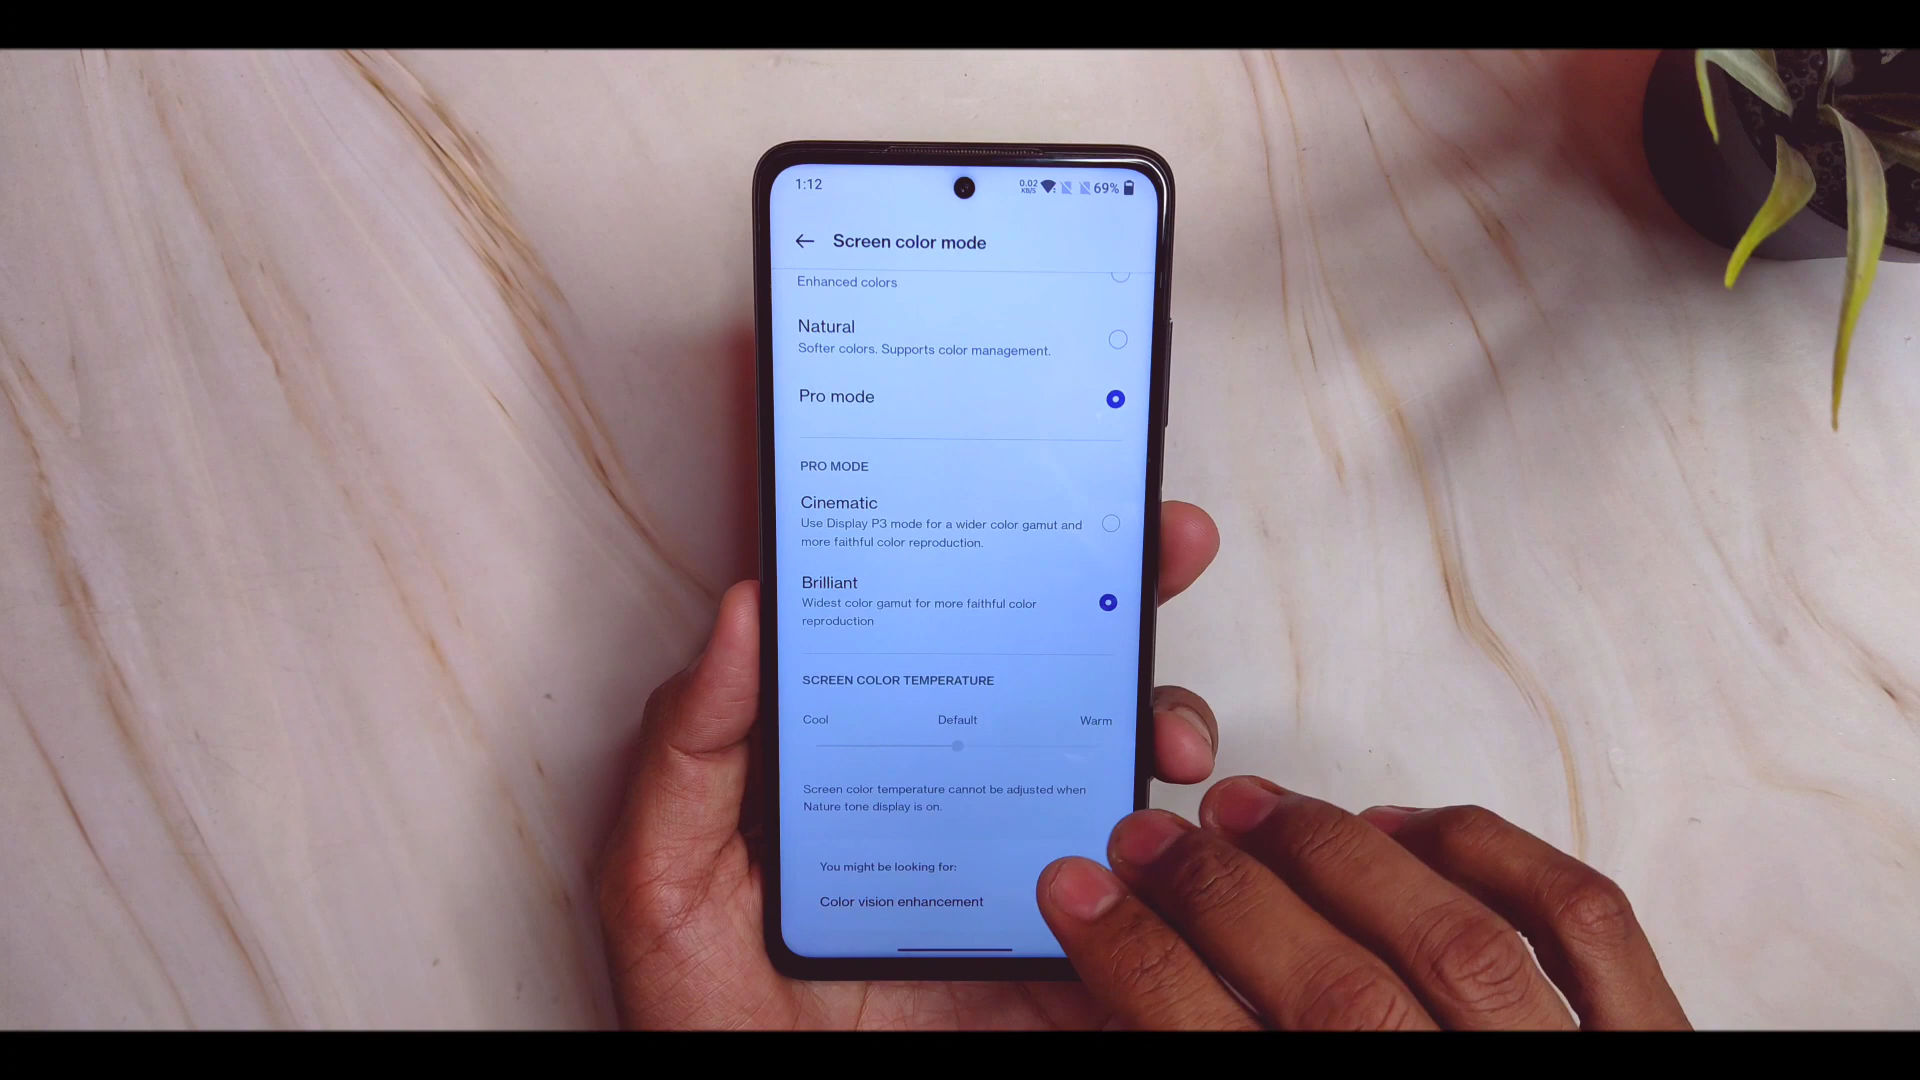 1:12
0.02
KB/S
69%
Screen color mode
Enhanced colors
Natural
Softer colors. Supports color management.
Pro mode
PRO MODE
Cinematic
Use Display P3 mode for a wider color gamut and
more faithful color reproduction.
Brilliant
Widest color gamut for more faithful color
reproduction
SCREEN COLOR TEMPERATURE
Cool Default Warm
Screen color temperature cannot be adjusted when
Nature tone display is on.
You might be looking for:
Color vision enhancement